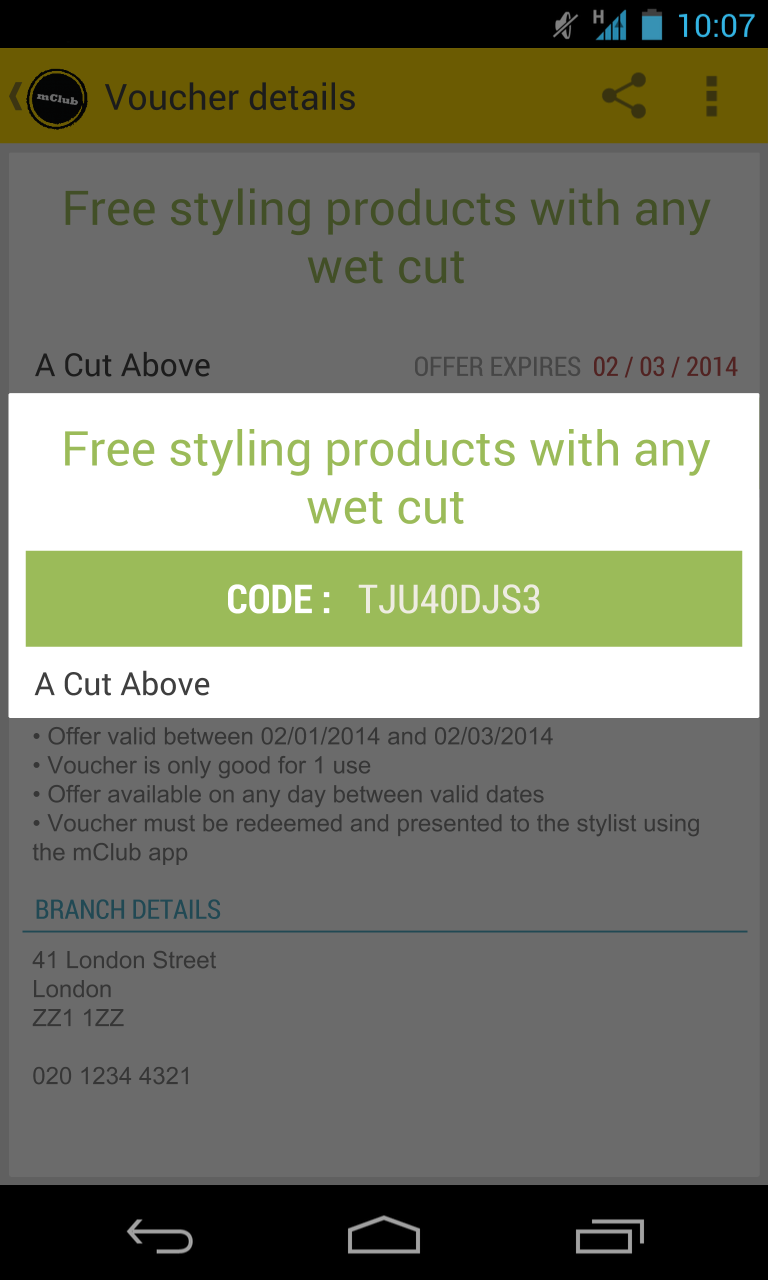 H 10:07
mClub Voucher details
Free styling products with any
wet cut
A Cut Above OFFER EXPIRES 02 / 03 / 2014
Free styling products with any
wet cut
CODE : TJU40DJS3
A Cut Above
• Offer valid between 02/01/2014 and 02/03/2014
• Voucher is only good for 1 use
• Offer available on any day between valid dates
• Voucher must be redeemed and presented to the stylist using
the mClub app
BRANCH DETAILS
41 London Street
London
ZZ1 1ZZ
020 1234 4321